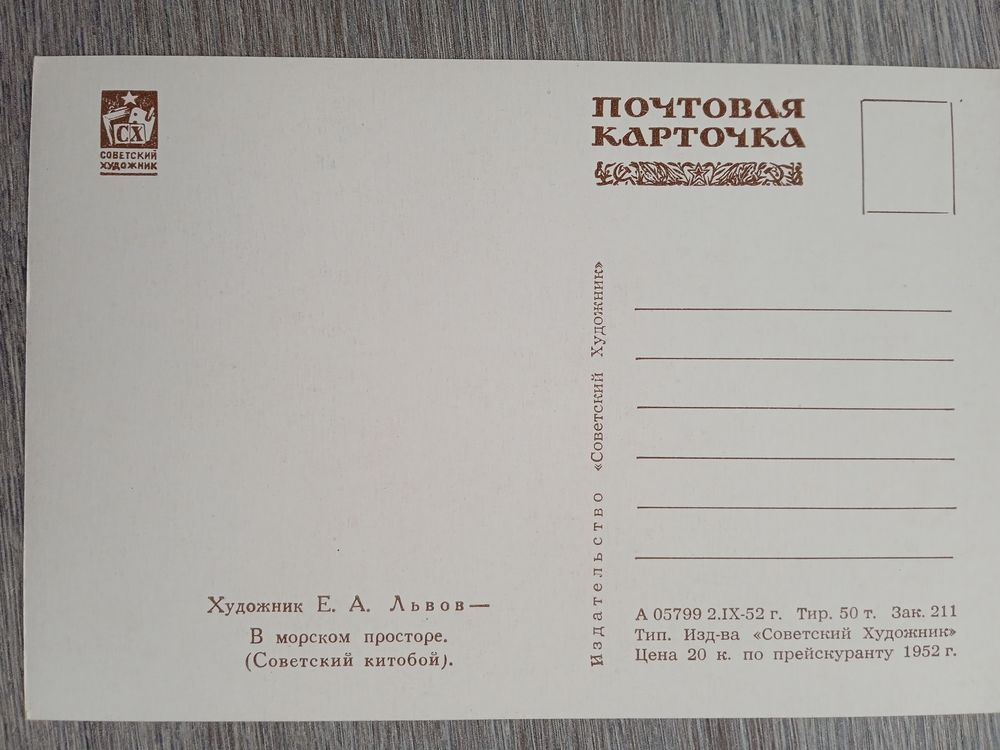 СХ
СОВЕТСКИЙ
ХУДОЖНИК
ПОЧТОВАЯ
КАРТОЧКА
Издательство «Советский Художник»
Художник Е. А. Львов—
В морском просторе.
(Советский китобой).
А 05799 2.IX-52 г. Тир. 50 т. Зак. 211
Тип. Изд-ва «Советский Художник»
Цена 20 к. по прейскуранту 1952 г.